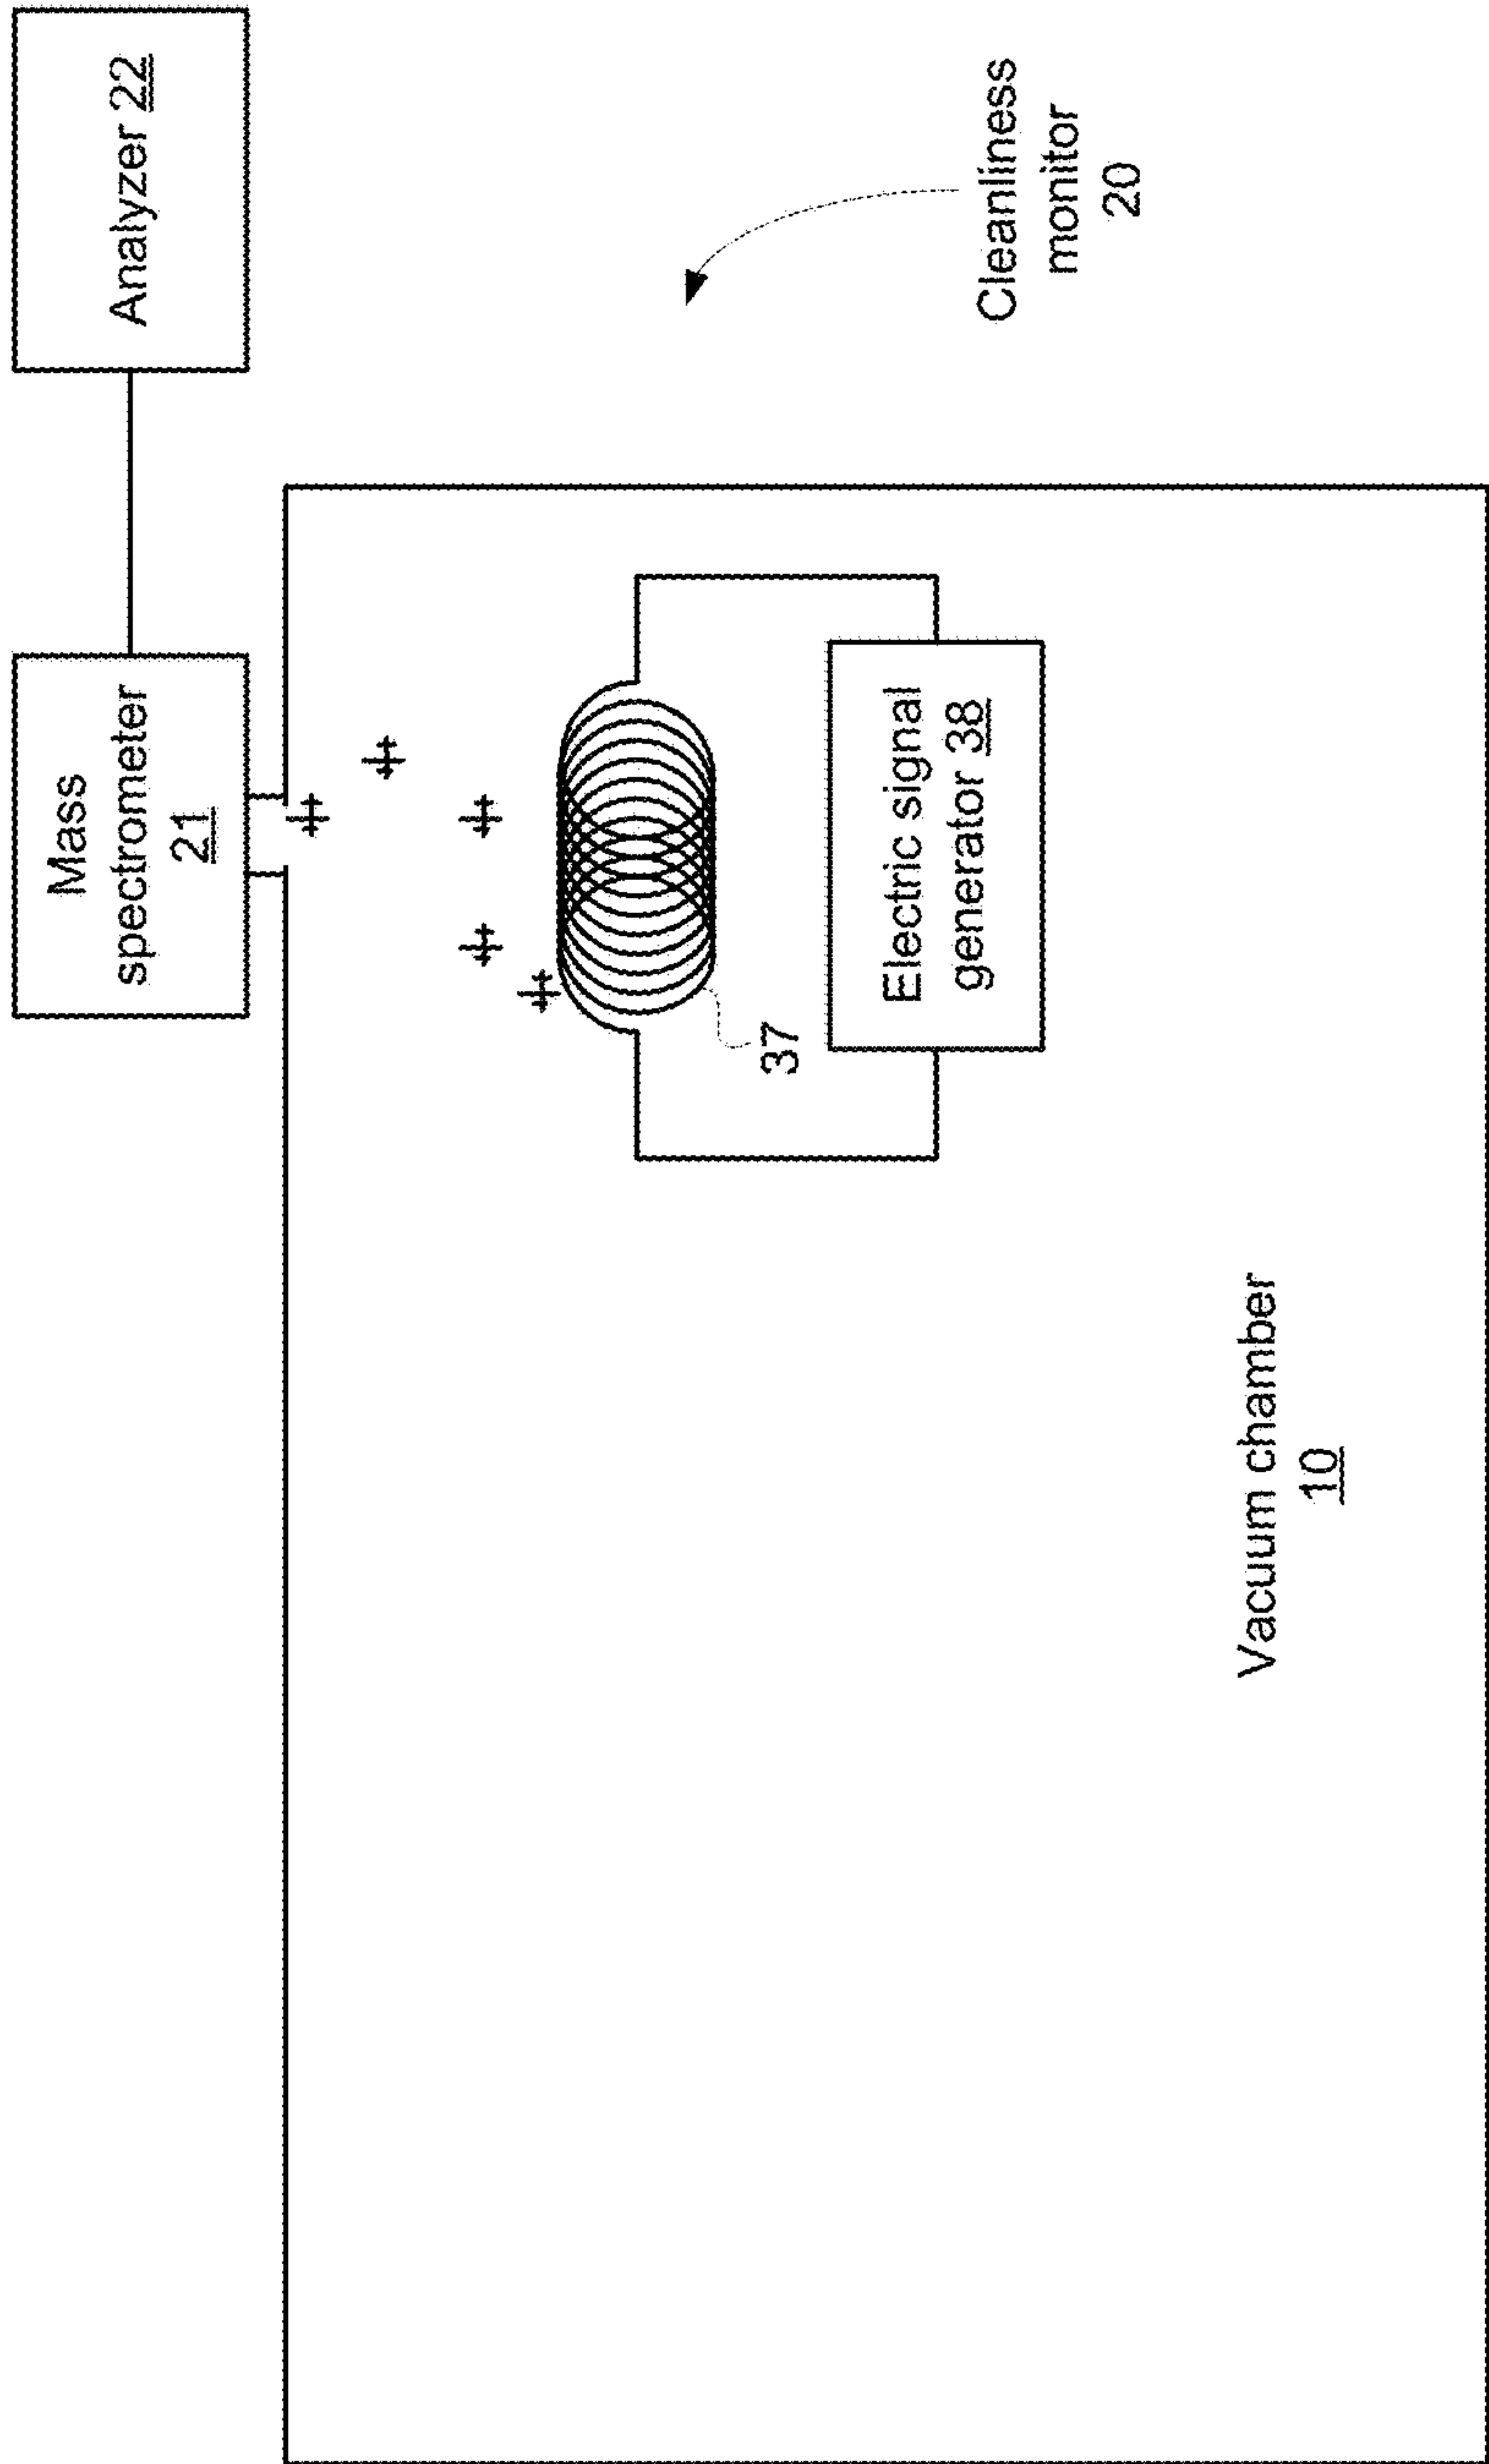 Mass
spectrometer
21
Analyzer 22
37
Electric signal
generator 38
Cleanliness
monitor
20
Vacuum chamber
10